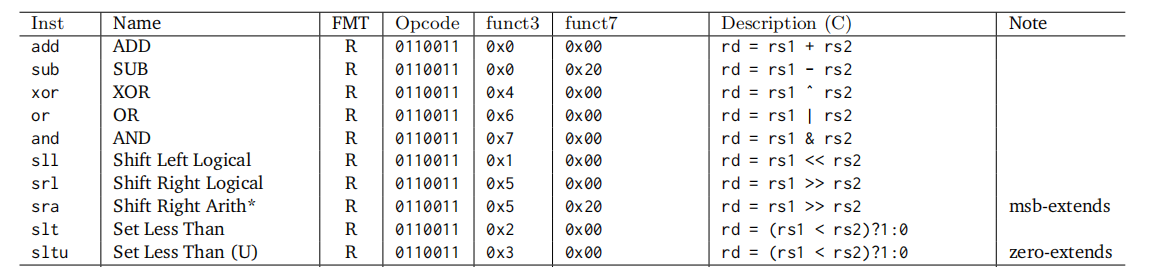 Inst Name FMT Opcode funct3 funct7 Description (C) Note
add ADD R 0110011 0x0 0x00 rd = rs1 + rs2
sub SUB R 0110011 0x0 0x20 rd = rs1 - rs2
xor XOR R 0110011 0x4 0x00 rd = rs1 ^ rs2
or OR R 0110011 0x6 0x00 rd = rs1 | rs2
and AND R 0110011 0x7 0x00 rd = rs1 & rs2
sll Shift Left Logical R 0110011 0x1 0x00 rd = rs1 << rs2
srl Shift Right Logical R 0110011 0x5 0x00 rd = rs1 >> rs2
sra Shift Right Arith* R 0110011 0x5 0x20 rd = rs1 >> rs2 msb-extends
slt Set Less Than R 0110011 0x2 0x00 rd = (rs1 < rs2)?1:0
sltu Set Less Than (U) R 0110011 0x3 0x00 rd = (rs1 < rs2)?1:0 zero-extends